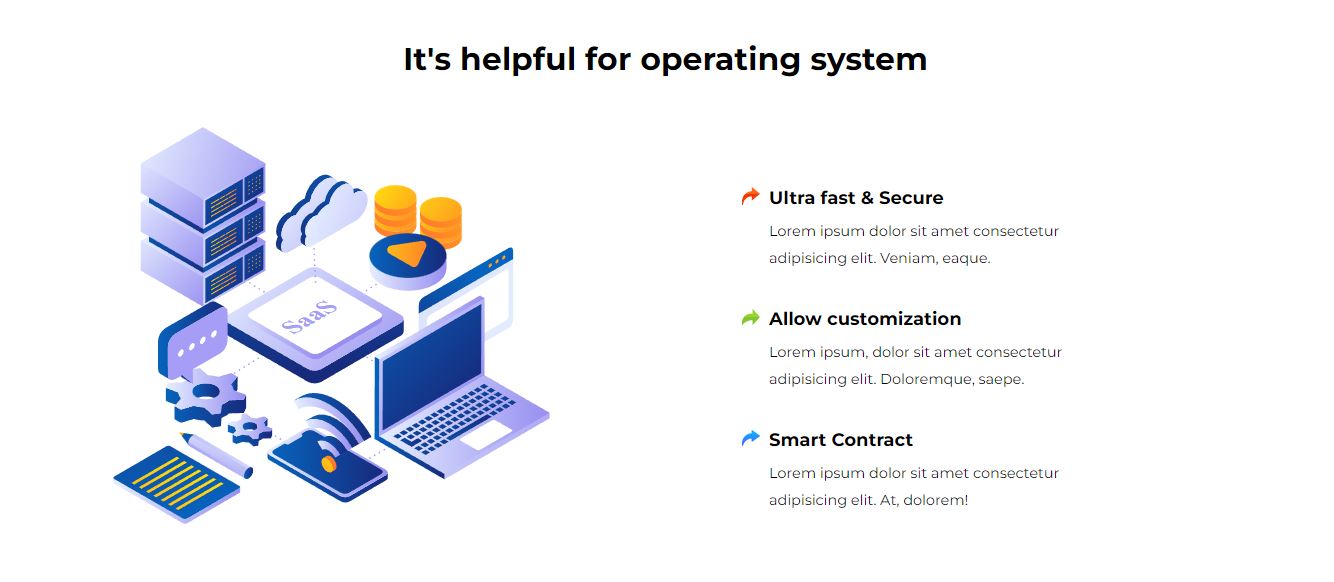 It's helpful for operating system
SaaS
Ultra fast & Secure
Lorem ipsum dolor sit amet consectetur
adipisicing elit. Veniam, eaque.
Allow customization
Lorem ipsum, dolor sit amet consectetur
adipisicing elit. Doloremque, saepe.
Smart Contract
Lorem ipsum dolor sit amet consectetur
adipisicing elit. At, dolorem!